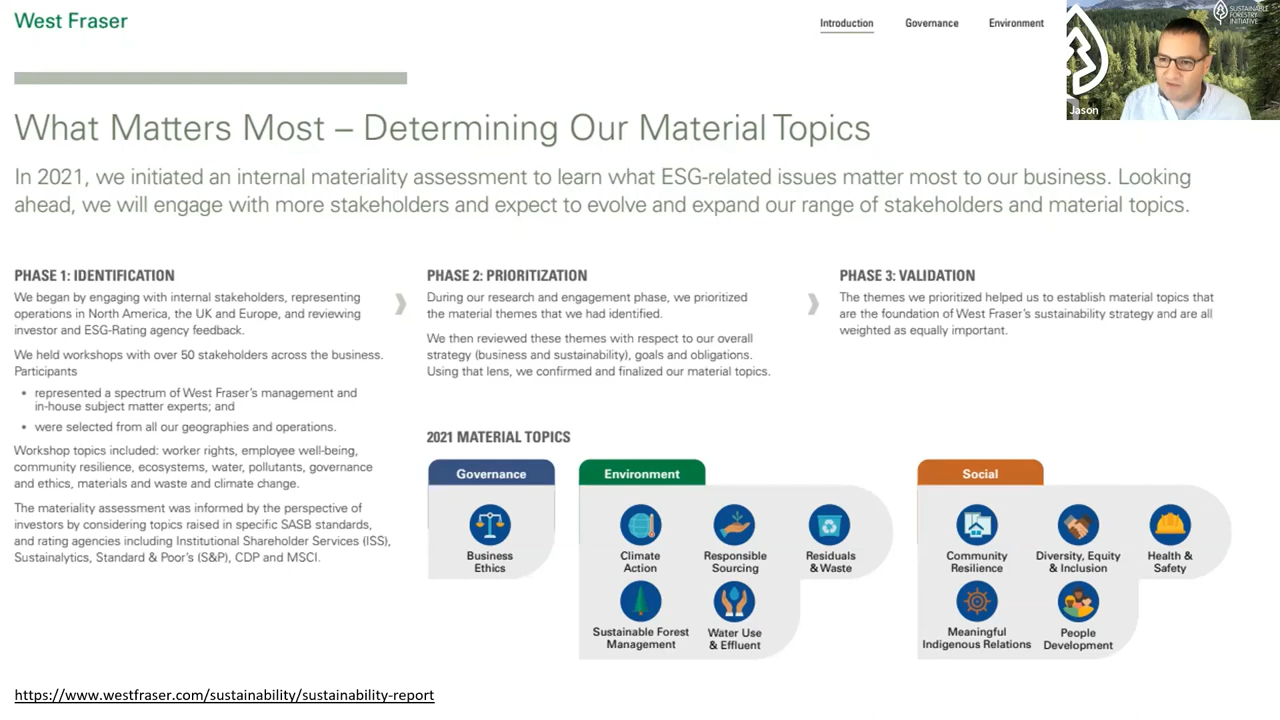 West Fraser
Introduction
Governance
Environment
SUSTAINABLE
FORESTRY
INITIATIVE
Jason
What Matters Most – Determining Our Material Topics
In 2021, we initiated an internal materiality assessment to learn what ESG-related issues matter most to our business. Looking
ahead, we will engage with more stakeholders and expect to evolve and expand our range of stakeholders and material topics.
PHASE 1: IDENTIFICATION
We began by engaging with internal stakeholders, representing
operations in North America, the UK and Europe, and reviewing
investor and ESG-Rating agency feedback.
We held workshops with over 50 stakeholders across the business.
Participants
• represented a spectrum of West Fraser's management and
in-house subject matter experts; and
• were selected from all our geographies and operations.
Workshop topics included: worker rights, employee well-being,
community resilience, ecosystems, water, pollutants, governance
and ethics, materials and waste and climate change.
The materiality assessment was informed by the perspective of
investors by considering topics raised in specific SASB standards,
and rating agencies including Institutional Shareholder Services (ISS),
Sustainalytics, Standard & Poor's (S&P), CDP and MSCI.
PHASE 2: PRIORITIZATION
During our research and engagement phase, we prioritized
the material themes that we had identified.
We then reviewed these themes with respect to our overall
strategy (business and sustainability), goals and obligations.
Using that lens, we confirmed and finalized our material topics.
PHASE 3: VALIDATION
The themes we prioritized helped us to establish material topics that
are the foundation of West Fraser's sustainability strategy and are all
weighted as equally important.
2021 MATERIAL TOPICS
Governance
Business
Ethics
Environment
Climate
Action
Responsible
Sourcing
Residuals
& Waste
Sustainable Forest
Management
Water Use
& Effluent
Social
Community
Resilience
Diversity, Equity
& Inclusion
Health &
Safety
Meaningful
Indigenous Relations
People
Development
https://www.westfraser.com/sustainability/sustainability-report